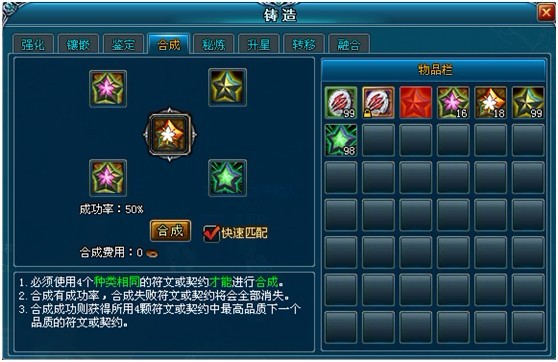 铸造
强化 镶嵌 鉴定 合成 秘炼 升星 转移 融合
物品栏
99 16 18 99
98
成功率：50%
合成 快速匹配
合成费用：0
1. 必须使用4个种类相同的符文或契约才能进行合成。
2. 合成有成功率，合成失败符文或契约将会全部消失。
3. 合成成功则获得所用4颗符文或契约中最高品质下一个
品质的符文或契约。